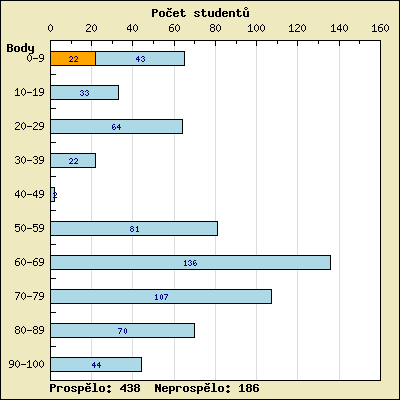 Počet studentů
0 20 40 60 80 100 120 140 160
Body
0-9 22 43
10-19 33
20-29 64
30-39 22
40-49 2
50-59 81
60-69 136
70-79 107
80-89 70
90-100 44
Prospělo: 438 Neprospělo: 186